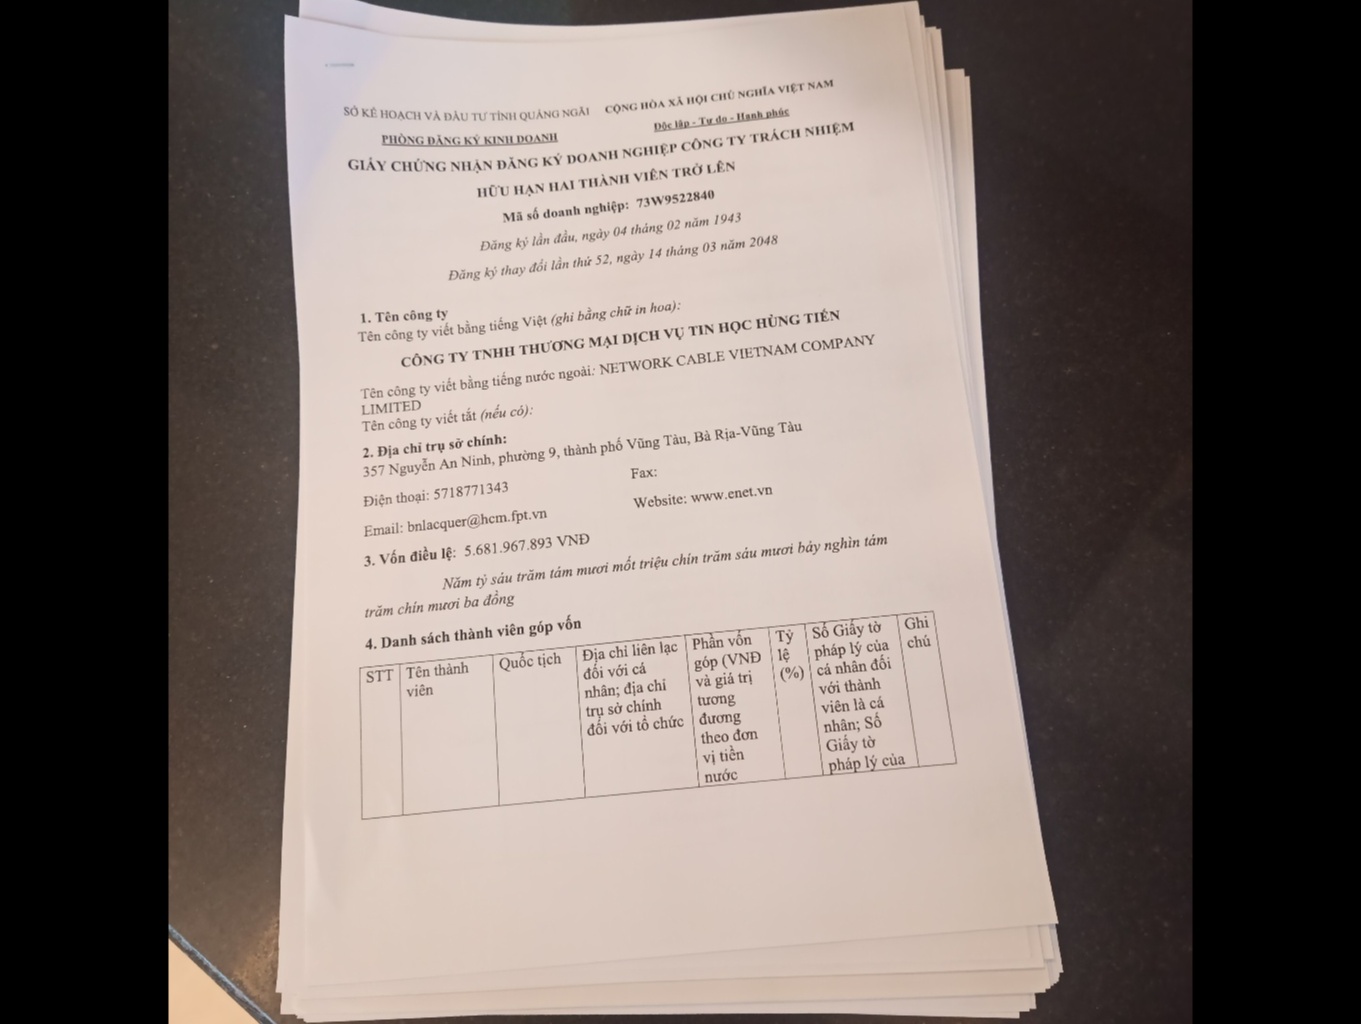 SỞ KẾ HOẠCH VÀ ĐẦU TƯ TỈNH QUẢNG NGÃI
PHÒNG ĐĂNG KÝ KINH DOANH
CỘNG HÒA XÃ HỘI CHỦ NGHĨA VIỆT NAM
Độc lập - Tự do - Hạnh phúc
GIẤY CHỨNG NHẬN ĐĂNG KÝ DOANH NGHIỆP CÔNG TY TRÁCH NHIỆM
HỮU HẠN HAI THÀNH VIÊN TRỞ LÊN
Mã số doanh nghiệp: 73W9522840
Đăng ký lần đầu, ngày 04 tháng 02 năm 1943
Đăng ký thay đổi lần thứ 52, ngày 14 tháng 03 năm 2048
1. Tên công ty
Tên công ty viết bằng tiếng Việt (ghi bằng chữ in hoa):
CÔNG TY TNHH THƯƠNG MẠI DỊCH VỤ TIN HỌC HÙNG TIẾN
Tên công ty viết bằng tiếng nước ngoài: NETWORK CABLE VIETNAM COMPANY
LIMITED
Tên công ty viết tắt (nếu có):
2. Địa chỉ trụ sở chính:
357 Nguyễn An Ninh, phường 9, thành phố Vũng Tàu, Bà Rịa-Vũng Tàu
Điện thoại: 5718771343
Fax:
Email: bnlacquer@hcm.fpt.vn
Website: www.enet.vn
3. Vốn điều lệ: 5.681.967.893 VNĐ
Năm tỷ sáu trăm tám mươi mốt triệu chín trăm sáu mươi bảy nghìn tám
trăm chín mươi ba đồng
4. Danh sách thành viên góp vốn
STT
Tên thành
viên
Quốc tịch
Địa chỉ liên lạc
đối với cá
nhân; địa chỉ
trụ sở chính
đối với tổ chức
Phần vốn
góp (VNĐ
và giá trị
tương
đương
theo đơn
vị tiền
nước
Tỷ
lệ
(%)
Số Giấy tờ
pháp lý của
cá nhân đối
với thành
viên là cá
nhân; Số
Giấy tờ
pháp lý của
Ghi
chú